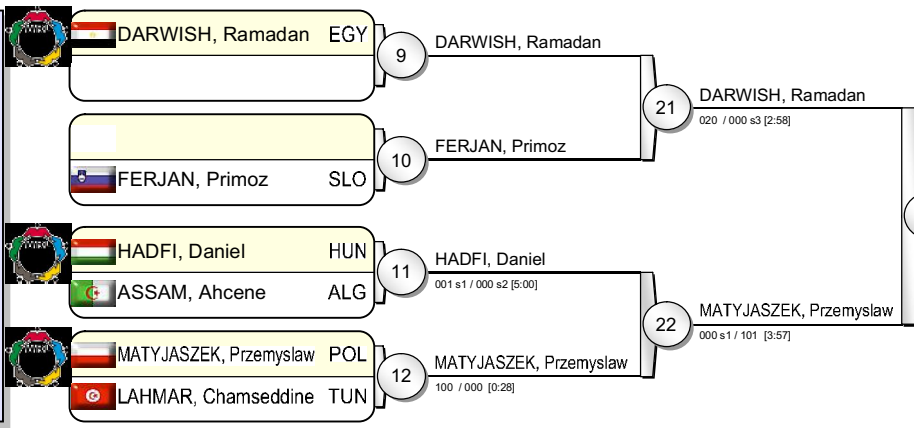 DARWISH, Ramadan EGY
9
DARWISH, Ramadan
21
DARWISH, Ramadan
020 / 000 s3 [2:58]
10
FERJAN, Primoz
FERJAN, Primoz SLO
HADFI, Daniel HUN
11
HADFI, Daniel
001 s1 / 000 s2 [5:00]
ASSAM, Ahcene ALG
22
MATYJASZEK, Przemyslaw
000 s1 / 101 [3:57]
MATYJASZEK, Przemyslaw POL
12
MATYJASZEK, Przemyslaw
100 / 000 [0:28]
LAHMAR, Chamseddine TUN